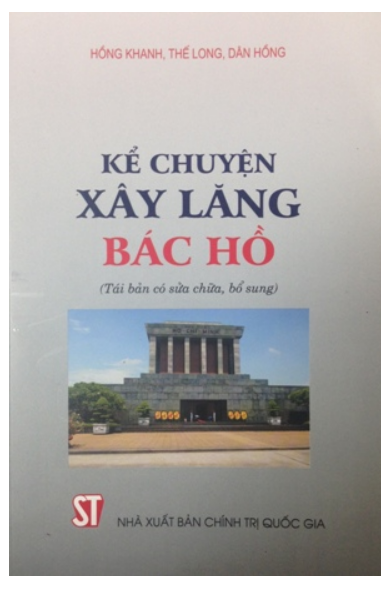 HỒNG KHANH, THẾ LONG, DÂN HỒNG
KỂ CHUYỆN
XÂY LĂNG
BÁC HỒ
(Tái bản có sửa chữa, bổ sung)
ST
NHÀ XUẤT BẢN CHÍNH TRỊ QUỐC GIA